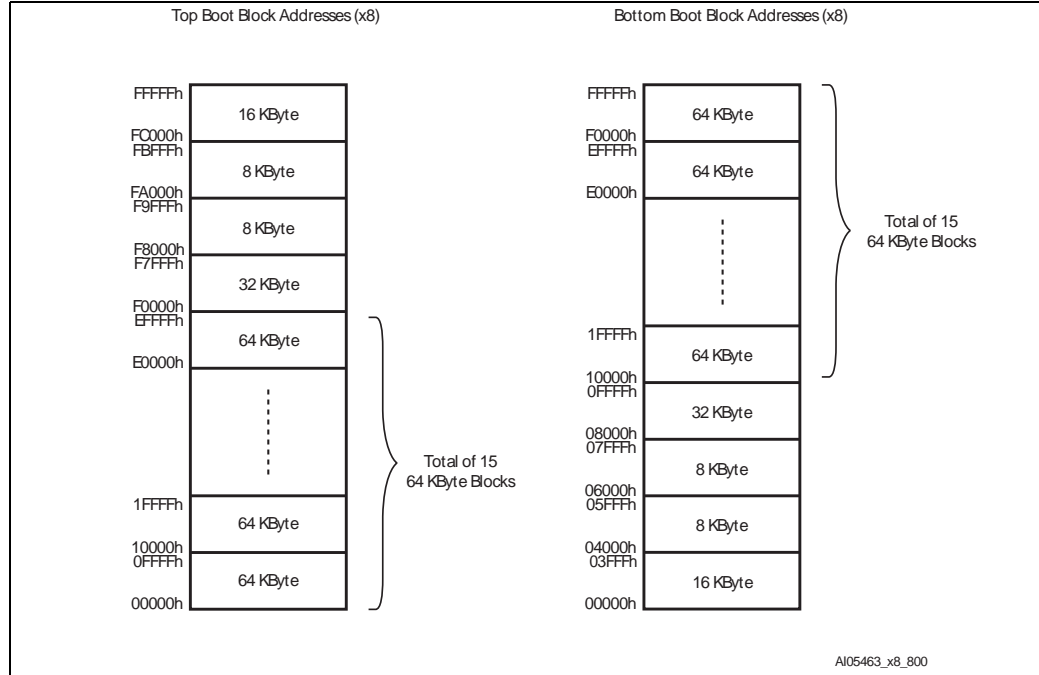 Top Boot Block Addresses (x8)
FFFFFh
16 KByte
FC000h
FBFFFh
8 KByte
FA000h
F9FFFh
8 KByte
F8000h
F7FFFh
32 KByte
F0000h
EFFFFh
64 KByte
E0000h
Total of 15
64 KByte Blocks
1FFFFh
64 KByte
10000h
0FFFFh
64 KByte
00000h
Bottom Boot Block Addresses (x8)
FFFFFh
64 KByte
F0000h
EFFFFh
64 KByte
E0000h
Total of 15
64 KByte Blocks
1FFFFh
64 KByte
10000h
0FFFFh
32 KByte
08000h
07FFFh
8 KByte
06000h
05FFFh
8 KByte
04000h
03FFFh
16 KByte
00000h
AI05463_x8_800